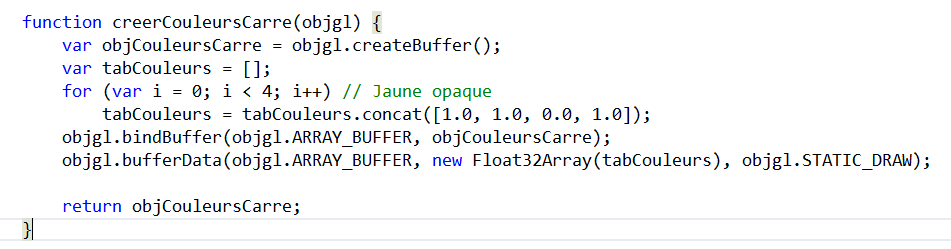 function creerCouleursCarre(objgl) {
    var objCouleursCarre = objgl.createBuffer();
    var tabCouleurs = [];
    for (var i = 0; i < 4; i++) // Jaune opaque
        tabCouleurs = tabCouleurs.concat([1.0, 1.0, 0.0, 1.0]);
    objgl.bindBuffer(objgl.ARRAY_BUFFER, objCouleursCarre);
    objgl.bufferData(objgl.ARRAY_BUFFER, new Float32Array(tabCouleurs), objgl.STATIC_DRAW);

    return objCouleursCarre;
}